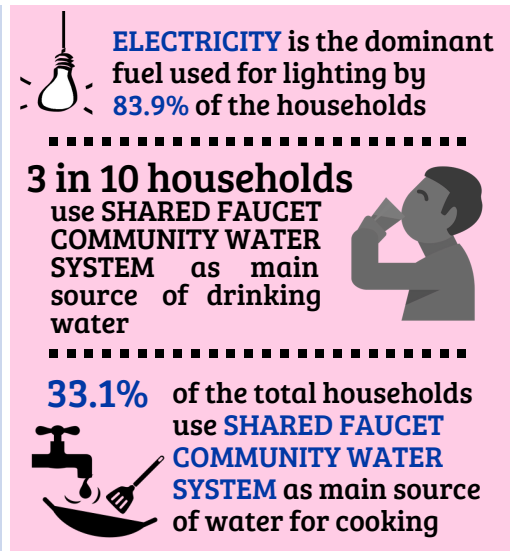 ELECTRICITY is the dominant
fuel used for lighting by
83.9% of the households
3 in 10 households
use SHARED FAUCET
COMMUNITY WATER
SYSTEM as main
source of drinking
water
33.1% of the total households
use SHARED FAUCET
COMMUNITY WATER
SYSTEM as main source
of water for cooking